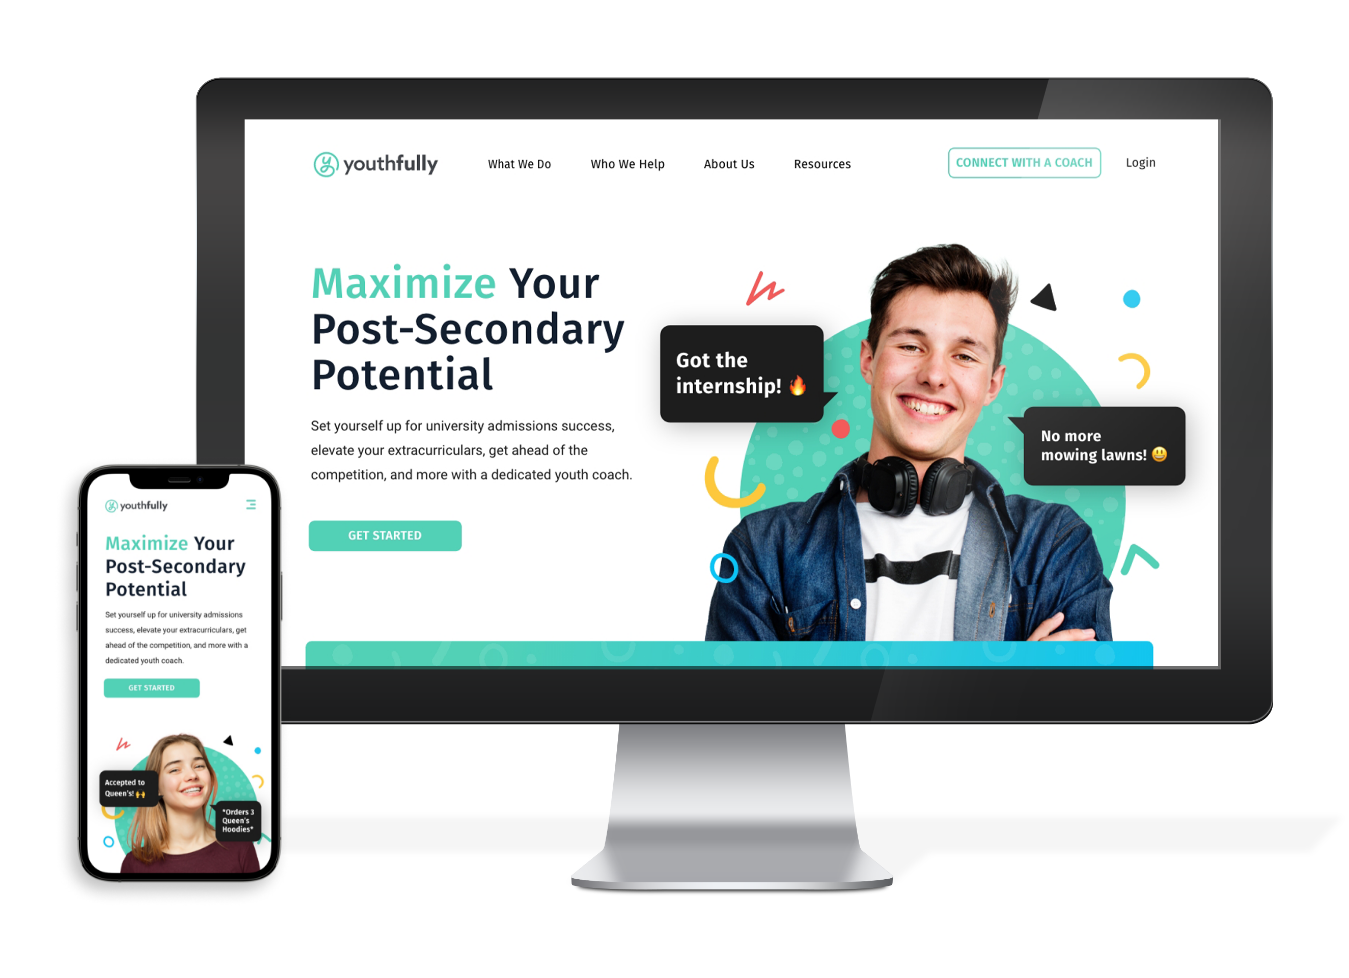 youthfully
What We Do
Who We Help
About Us
Resources
CONNECT WITH A COACH
Login
Maximize Your
Post-Secondary
Potential
Set yourself up for university admissions success,
elevate your extracurriculars, get ahead of the
competition, and more with a dedicated youth coach.
GET STARTED
Got the
internship! 🔥
No more
mowing lawns! 😃
youthfully
Maximize Your
Post-Secondary
Potential
Set yourself up for university admissions
success, elevate your extracurriculars, get
ahead of the competition, and more with a
dedicated youth coach.
GET STARTED
Accepted to
Queen's! 🙌
*Orders 3
Queen's
Hoodies*